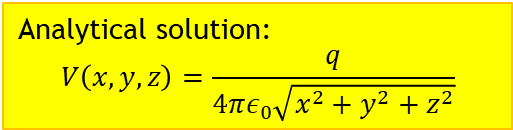 Analytical solution:
V(x, y, z) = q / (4πϵ₀√(x² + y² + z²))